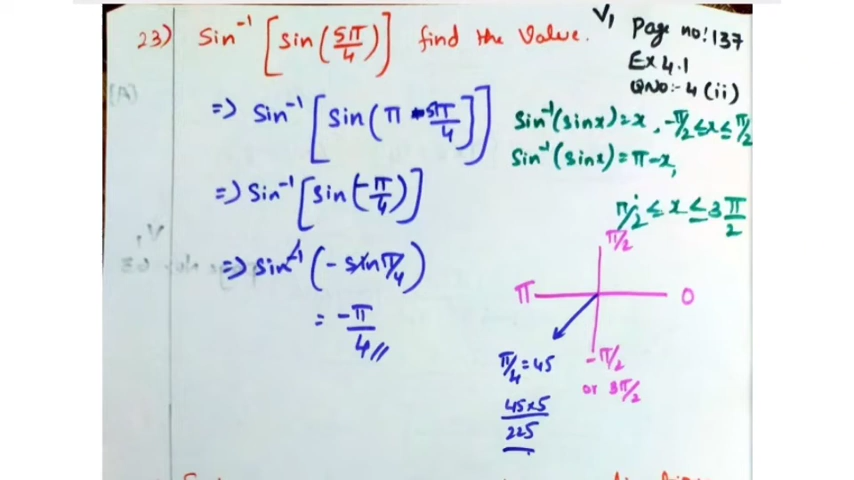 23) Sin⁻¹ [sin(5π/4)] find the Value.
V, Page no: 137
Ex 4.1
QNo:- 4 (ii)
=> Sin⁻¹ [sin (π - 5π/4)]
sin⁻¹(sinx) = x, -π/2 ≤ x ≤ π/2
sin⁻¹(sinx) = π-x,
π/2 ≤ x ≤ 3π/2
=> Sin⁻¹ [sin(-π/4)]
=> sin⁻¹ (- sin π/4)
= -π/4 //
π/2
π
0
-π/2
or 3π/2
π/4 = 45
45×5
225